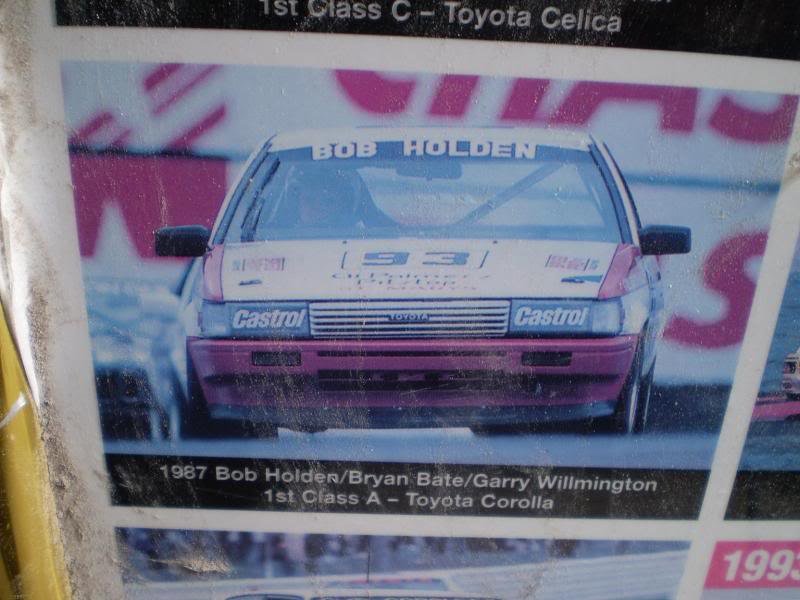 1st Class C – Toyota Celica
BOB HOLDEN
93
Castrol
TOYOTA
Castrol
1987 Bob Holden/Bryan Bate/Garry Willmington
1st Class A – Toyota Corolla
1993